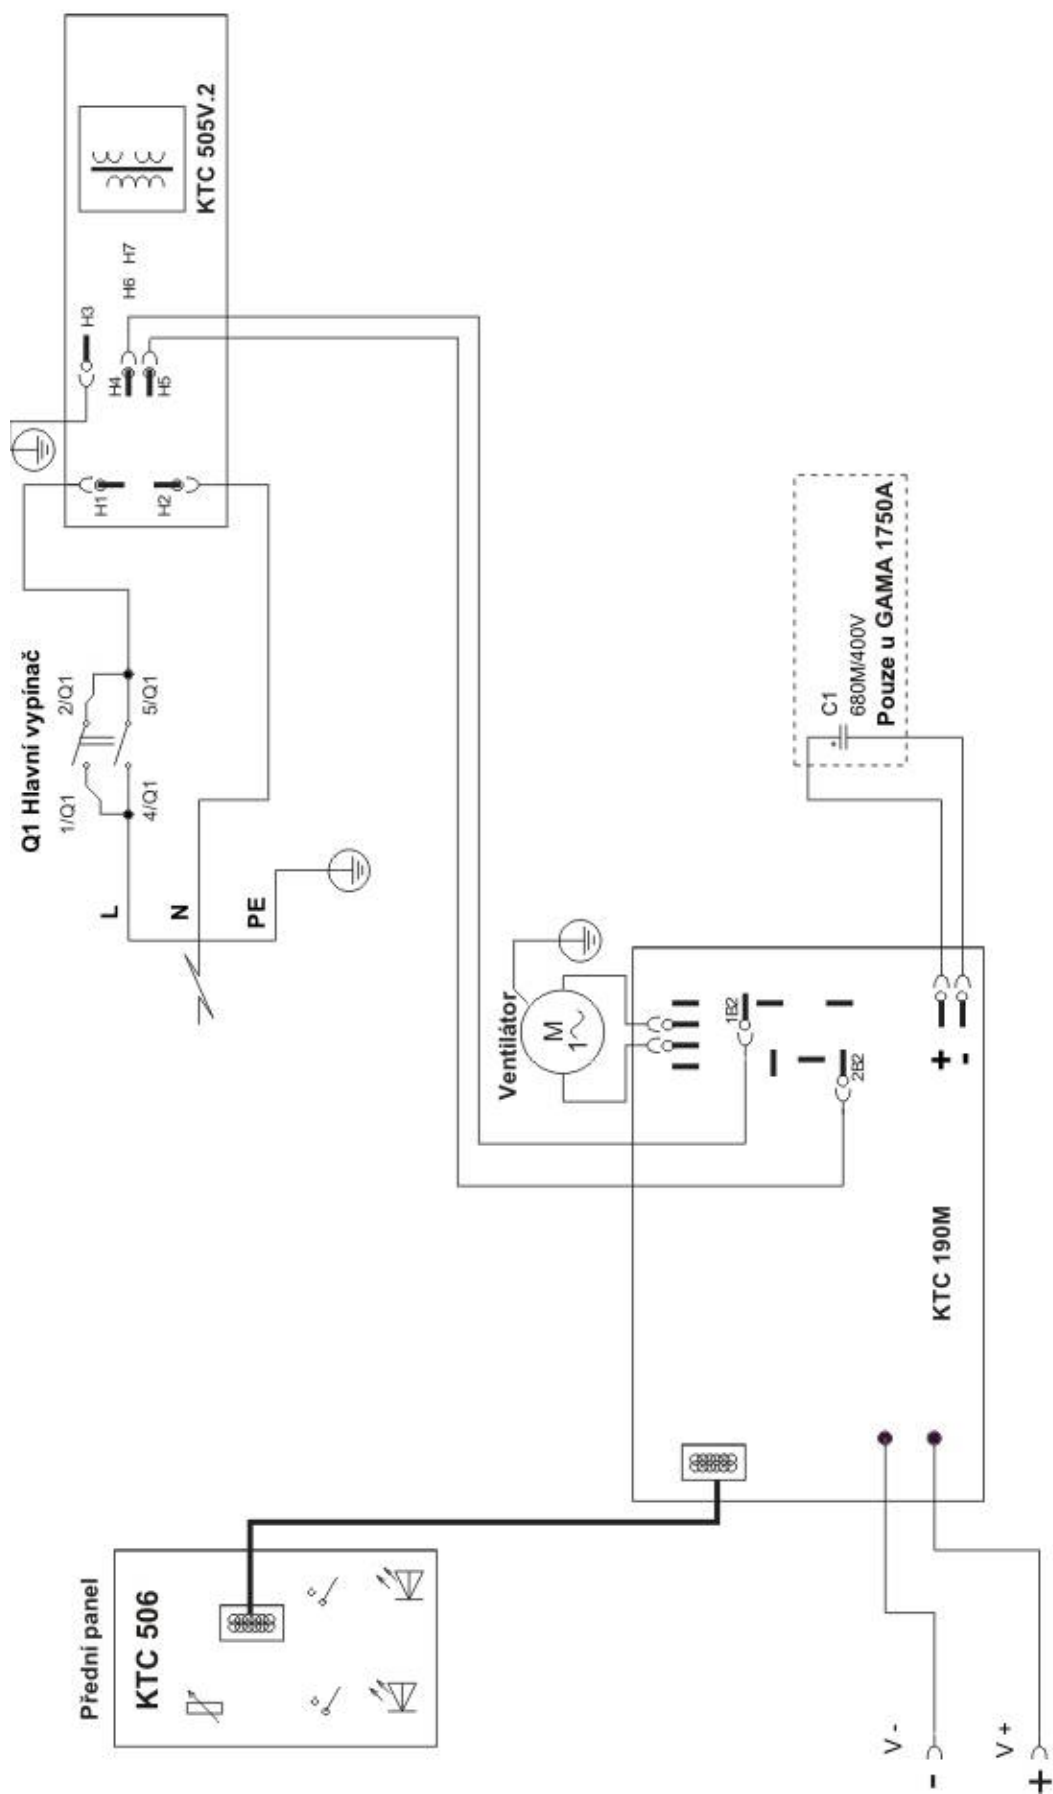 Přední panel
KTC 506
V -
-
V +
+
Q1 Hlavní vypínač
1/Q1
2/Q1
4/Q1
5/Q1
L
N
PE
H1
H2
H3
H4
H5
H6 H7
KTC 505V.2
Ventilátor
M
1
1B2
2B2
+
-
KTC 190M
C1
680M/400V
Pouze u GAMA 1750A